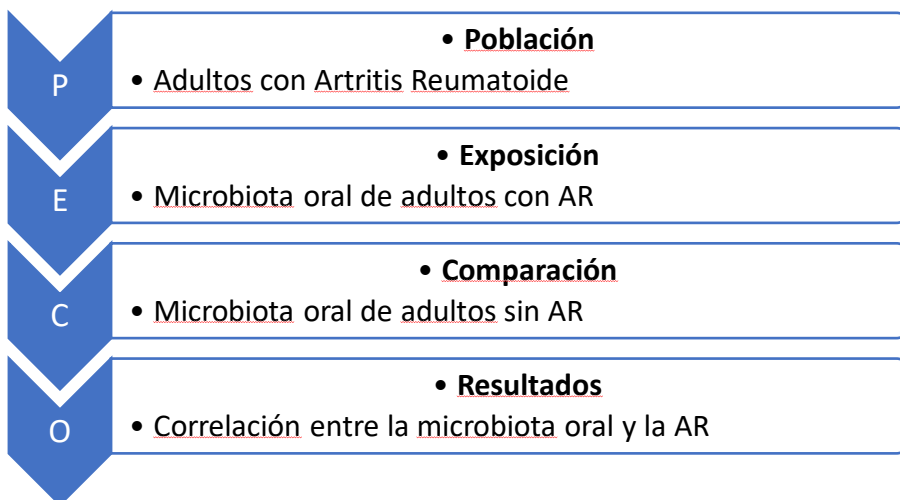 P
• Población
• Adultos con Artritis Reumatoide
E
• Exposición
• Microbiota oral de adultos con AR
C
• Comparación
• Microbiota oral de adultos sin AR
O
• Resultados
• Correlación entre la microbiota oral y la AR